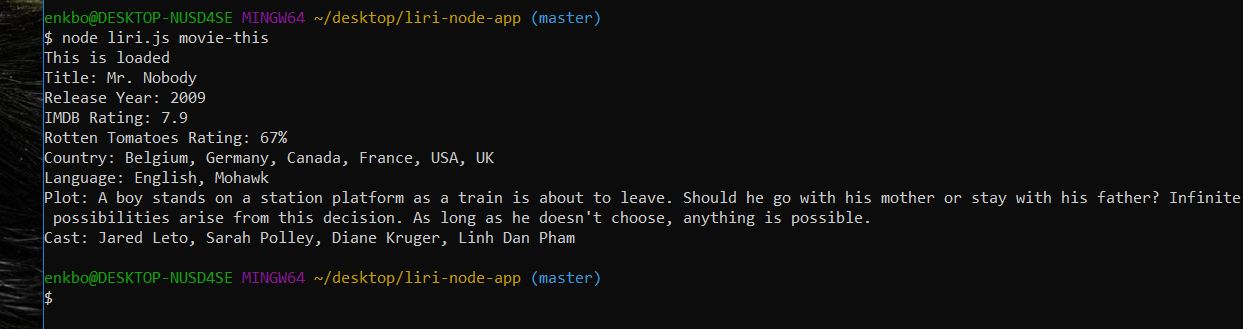 enkbo@DESKTOP-NUSD4SE MINGW64 ~/desktop/liri-node-app (master)
$ node liri.js movie-this
This is loaded
Title: Mr. Nobody
Release Year: 2009
IMDB Rating: 7.9
Rotten Tomatoes Rating: 67%
Country: Belgium, Germany, Canada, France, USA, UK
Language: English, Mohawk
Plot: A boy stands on a station platform as a train is about to leave. Should he go with his mother or stay with his father? Infinite
possibilities arise from this decision. As long as he doesn't choose, anything is possible.
Cast: Jared Leto, Sarah Polley, Diane Kruger, Linh Dan Pham
enkbo@DESKTOP-NUSD4SE MINGW64 ~/desktop/liri-node-app (master)
$